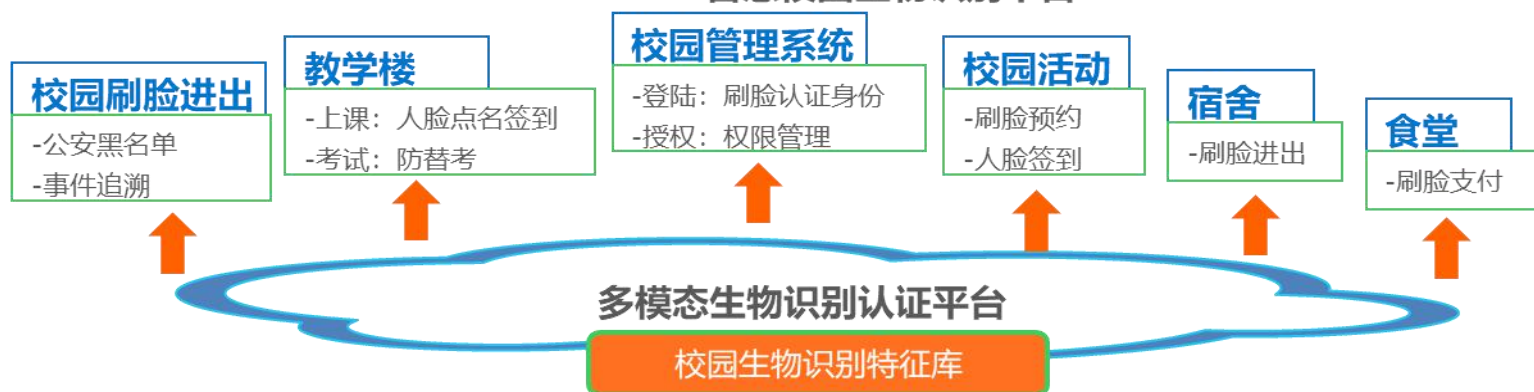 校园刷脸进出
-公安黑名单
-事件追溯
教学楼
-上课：人脸点名签到
-考试：防替考
校园管理系统
-登陆：刷脸认证身份
-授权：权限管理
校园活动
-刷脸预约
-人脸签到
宿舍
-刷脸进出
食堂
-刷脸支付
多模态生物识别认证平台
校园生物识别特征库